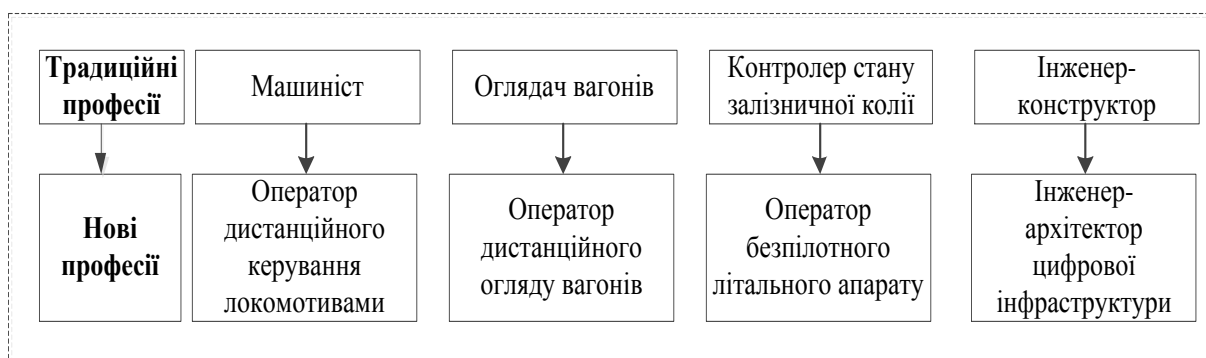 Традиційні
професії
Машиніст
Оглядач вагонів
Контролер стану
залізничної колії
Інженер-
конструктор
Нові
професії
Оператор
дистанційного
керування
локомотивами
Оператор
дистанційного
огляду вагонів
Оператор
безпілотного
літального апарату
Інженер-
архітектор
цифрової
інфраструктури